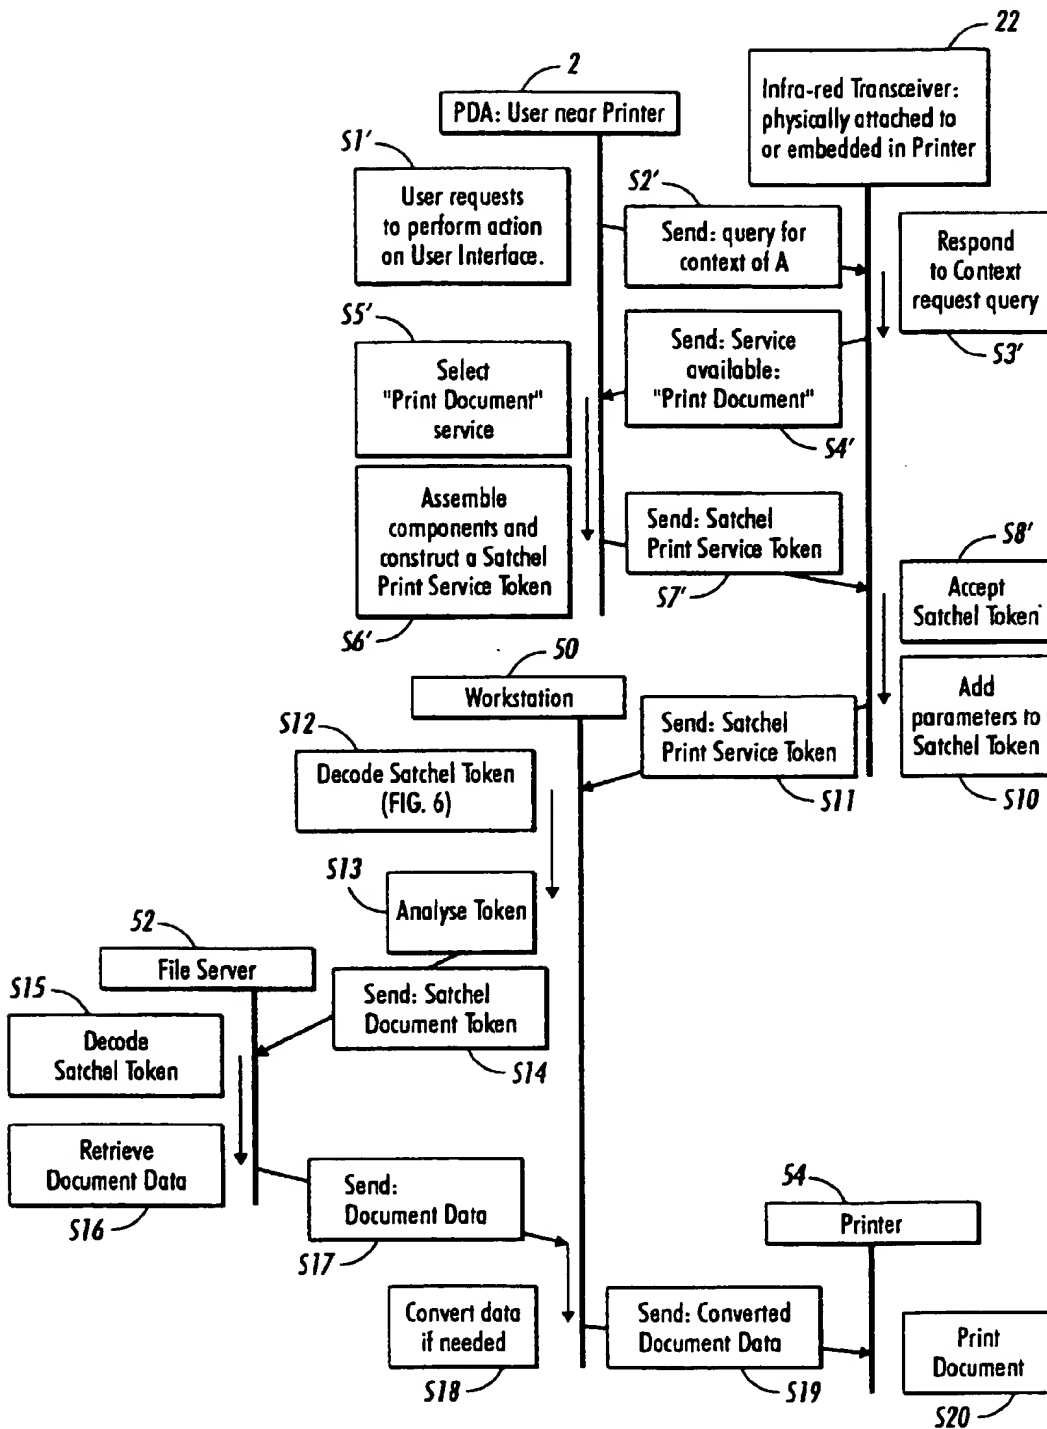 22
Infra-red Transceiver:
physically attached to
or embedded in Printer
2
PDA: User near Printer
S1'
User requests
to perform action
on User Interface.
S2'
Send: query for
context of A
Respond
to Context
request query
S3'
Send: Service
available:
"Print Document"
S4'
S5'
Select
"Print Document"
service
Assemble
components and
construct a Satchel
Print Service Token
S6'
Send: Satchel
Print Service Token
S7'
S8'
Accept
Satchel Token
Add
parameters to
Satchel Token
S10
50
Workstation
Send: Satchel
Print Service Token
S11
S12
Decode Satchel Token
(FIG. 6)
S13
Analyse Token
52
File Server
Send: Satchel
Document Token
S14
S15
Decode
Satchel Token
Retrieve
Document Data
S16
Send:
Document Data
S17
54
Printer
Convert data
if needed
S18
Send: Converted
Document Data
S19
Print
Document
S20